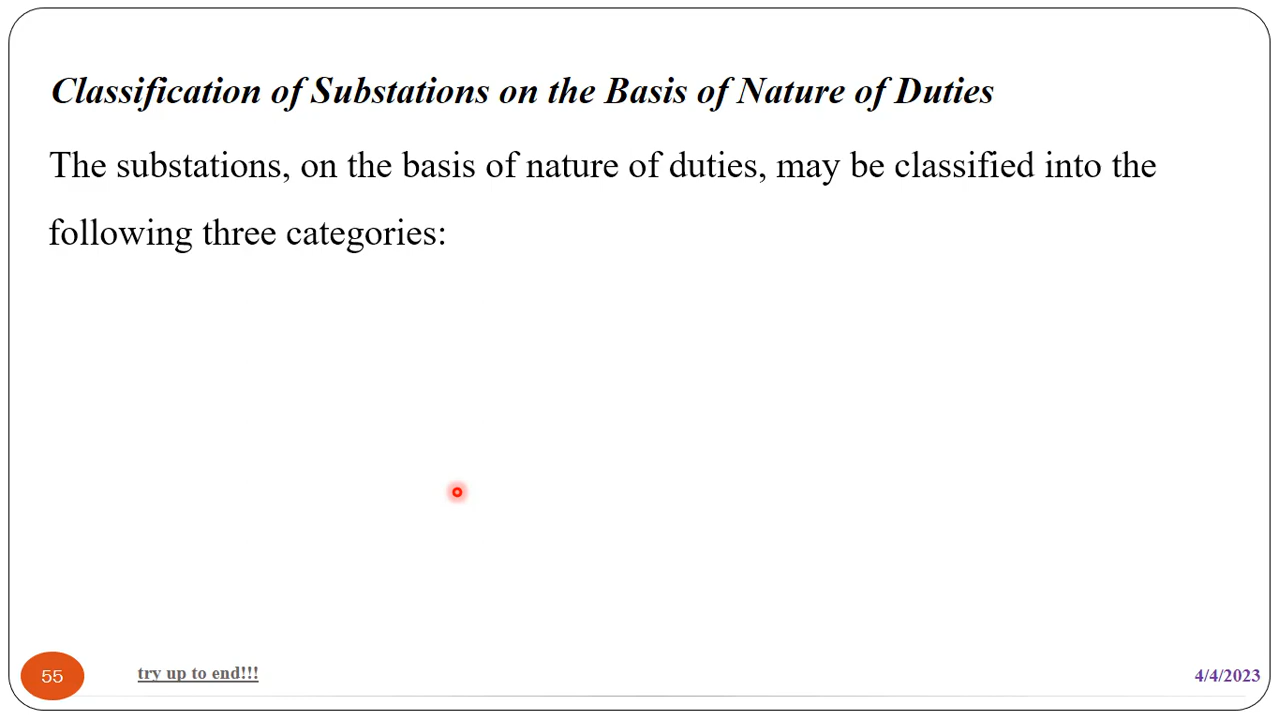 Classification of Substations on the Basis of Nature of Duties
The substations, on the basis of nature of duties, may be classified into the
following three categories:
55
try up to end!!!
4/4/2023